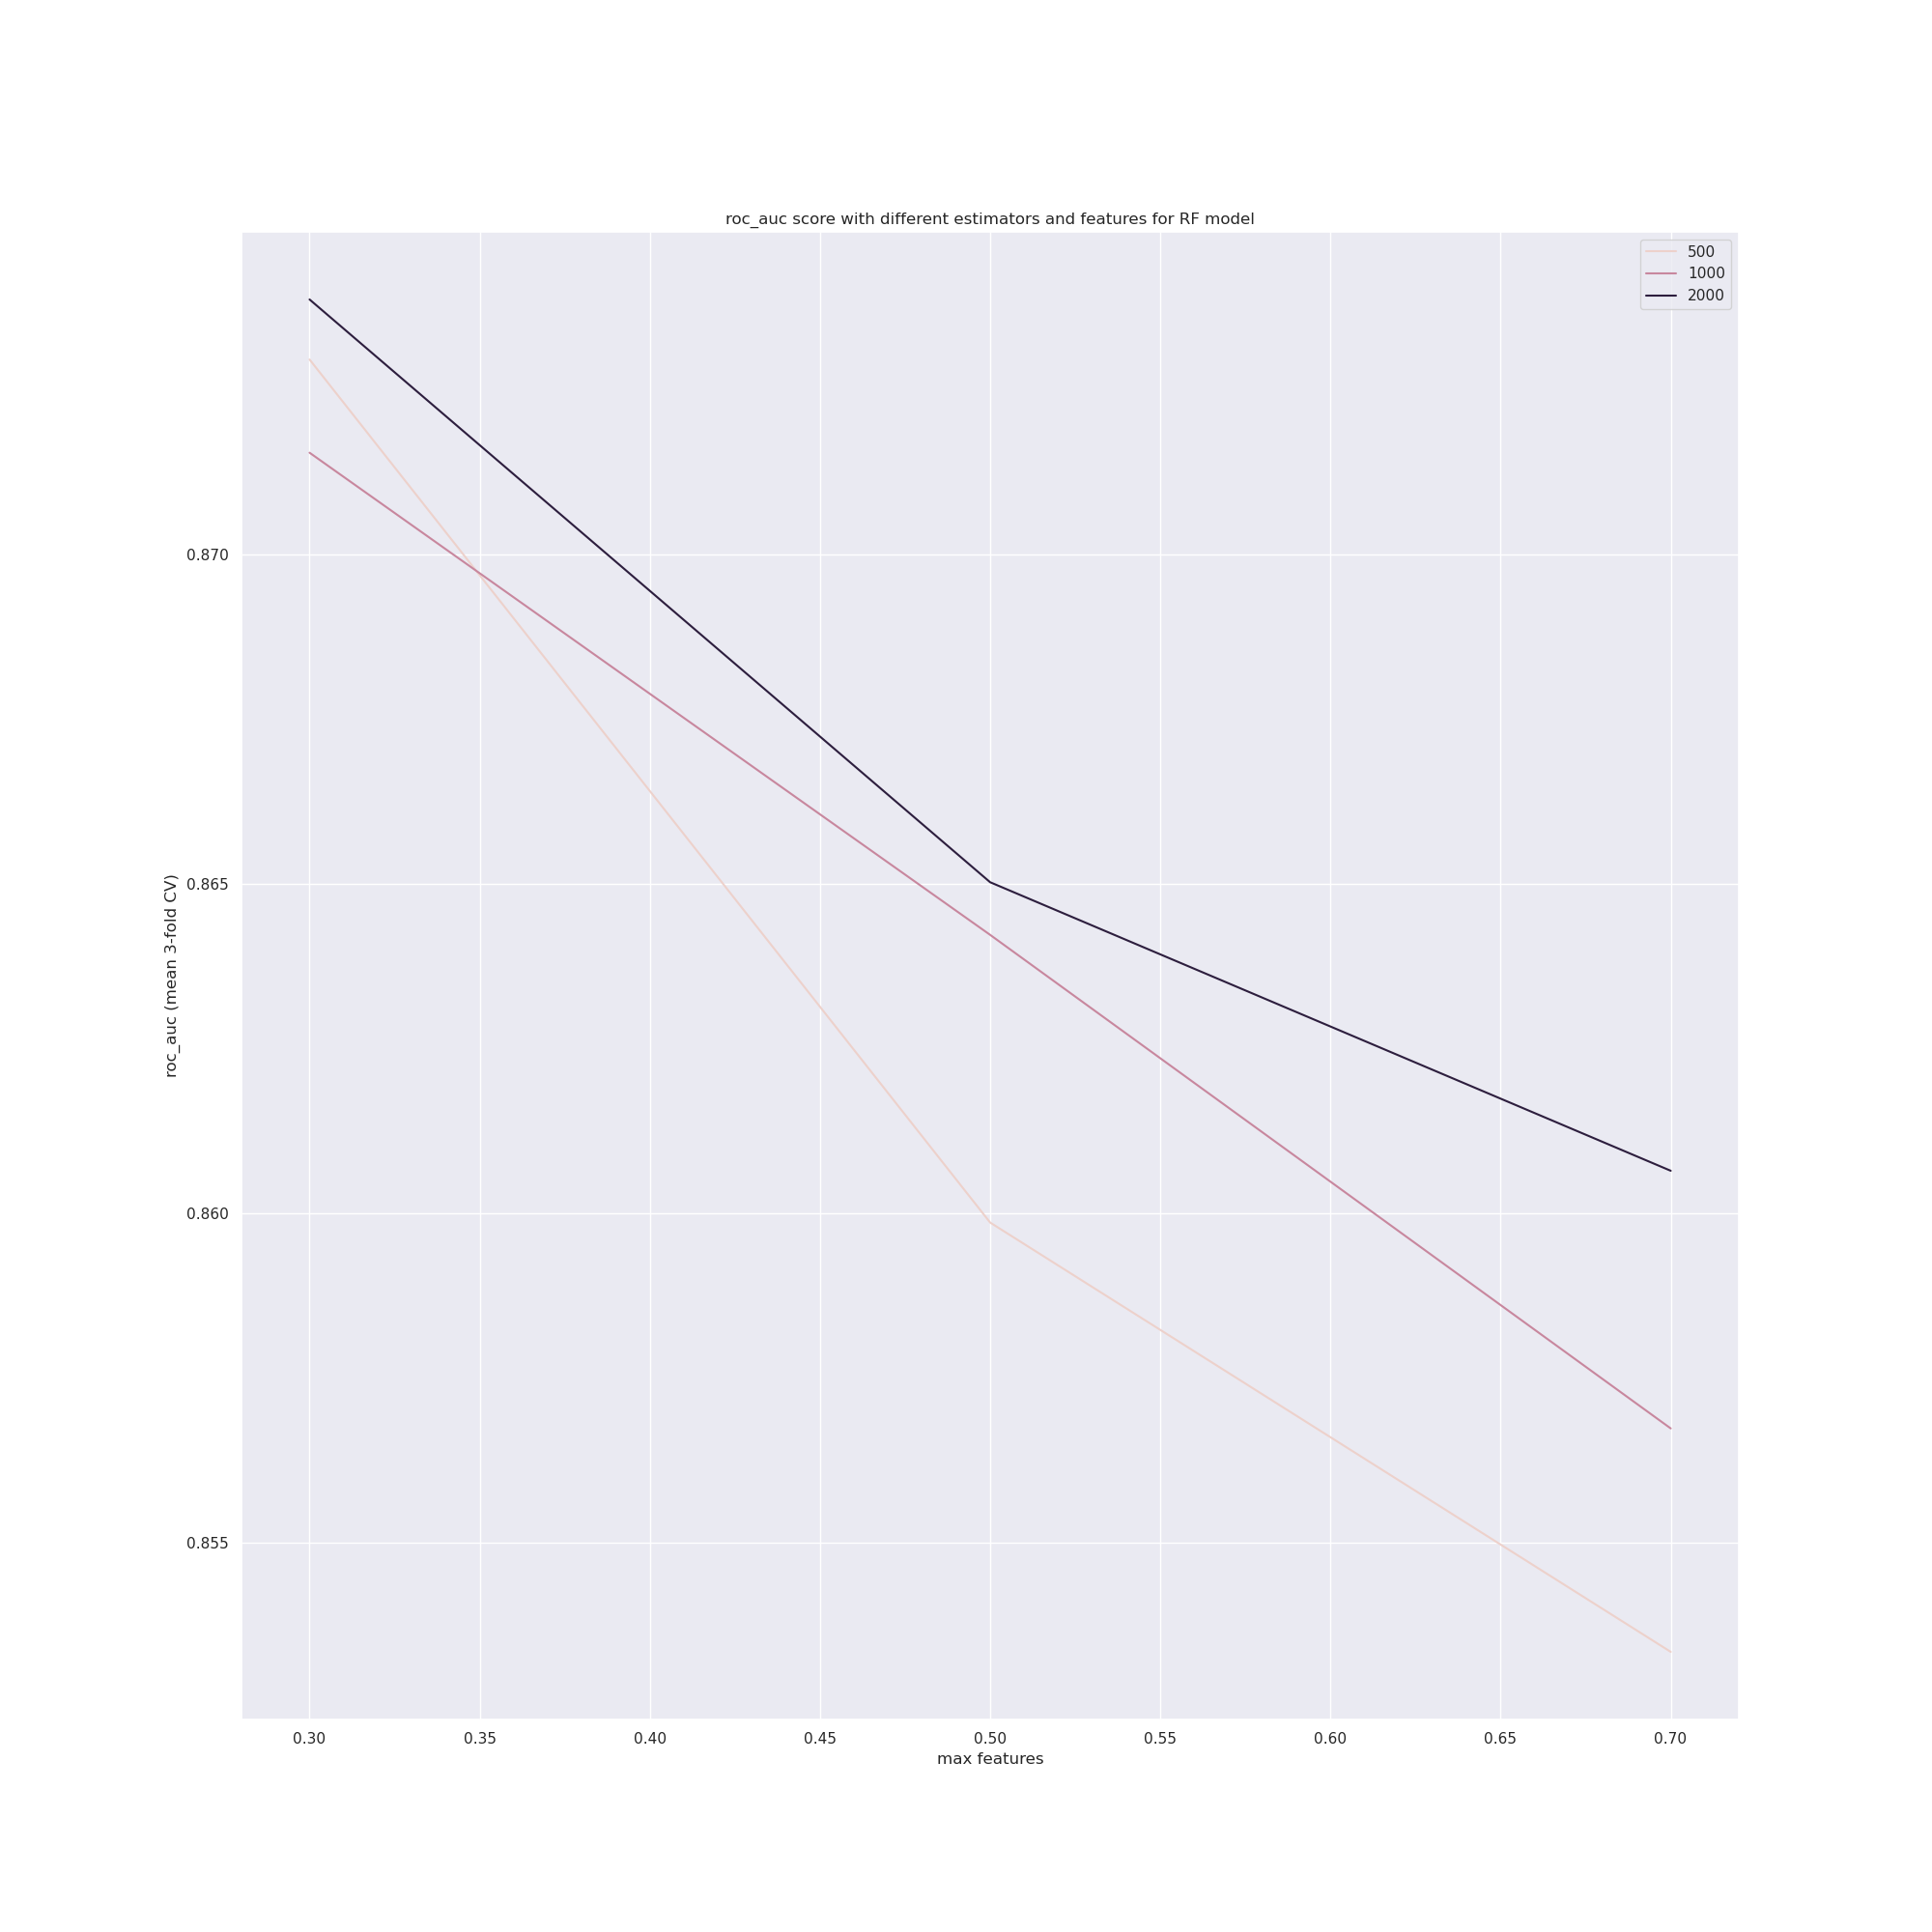 roc_auc score with different estimators and features for RF model
500
1000
2000
0.870
0.865
0.860
0.855
roc_auc (mean 3-fold CV)
0.30 0.35 0.40 0.45 0.50 0.55 0.60 0.65 0.70
max features